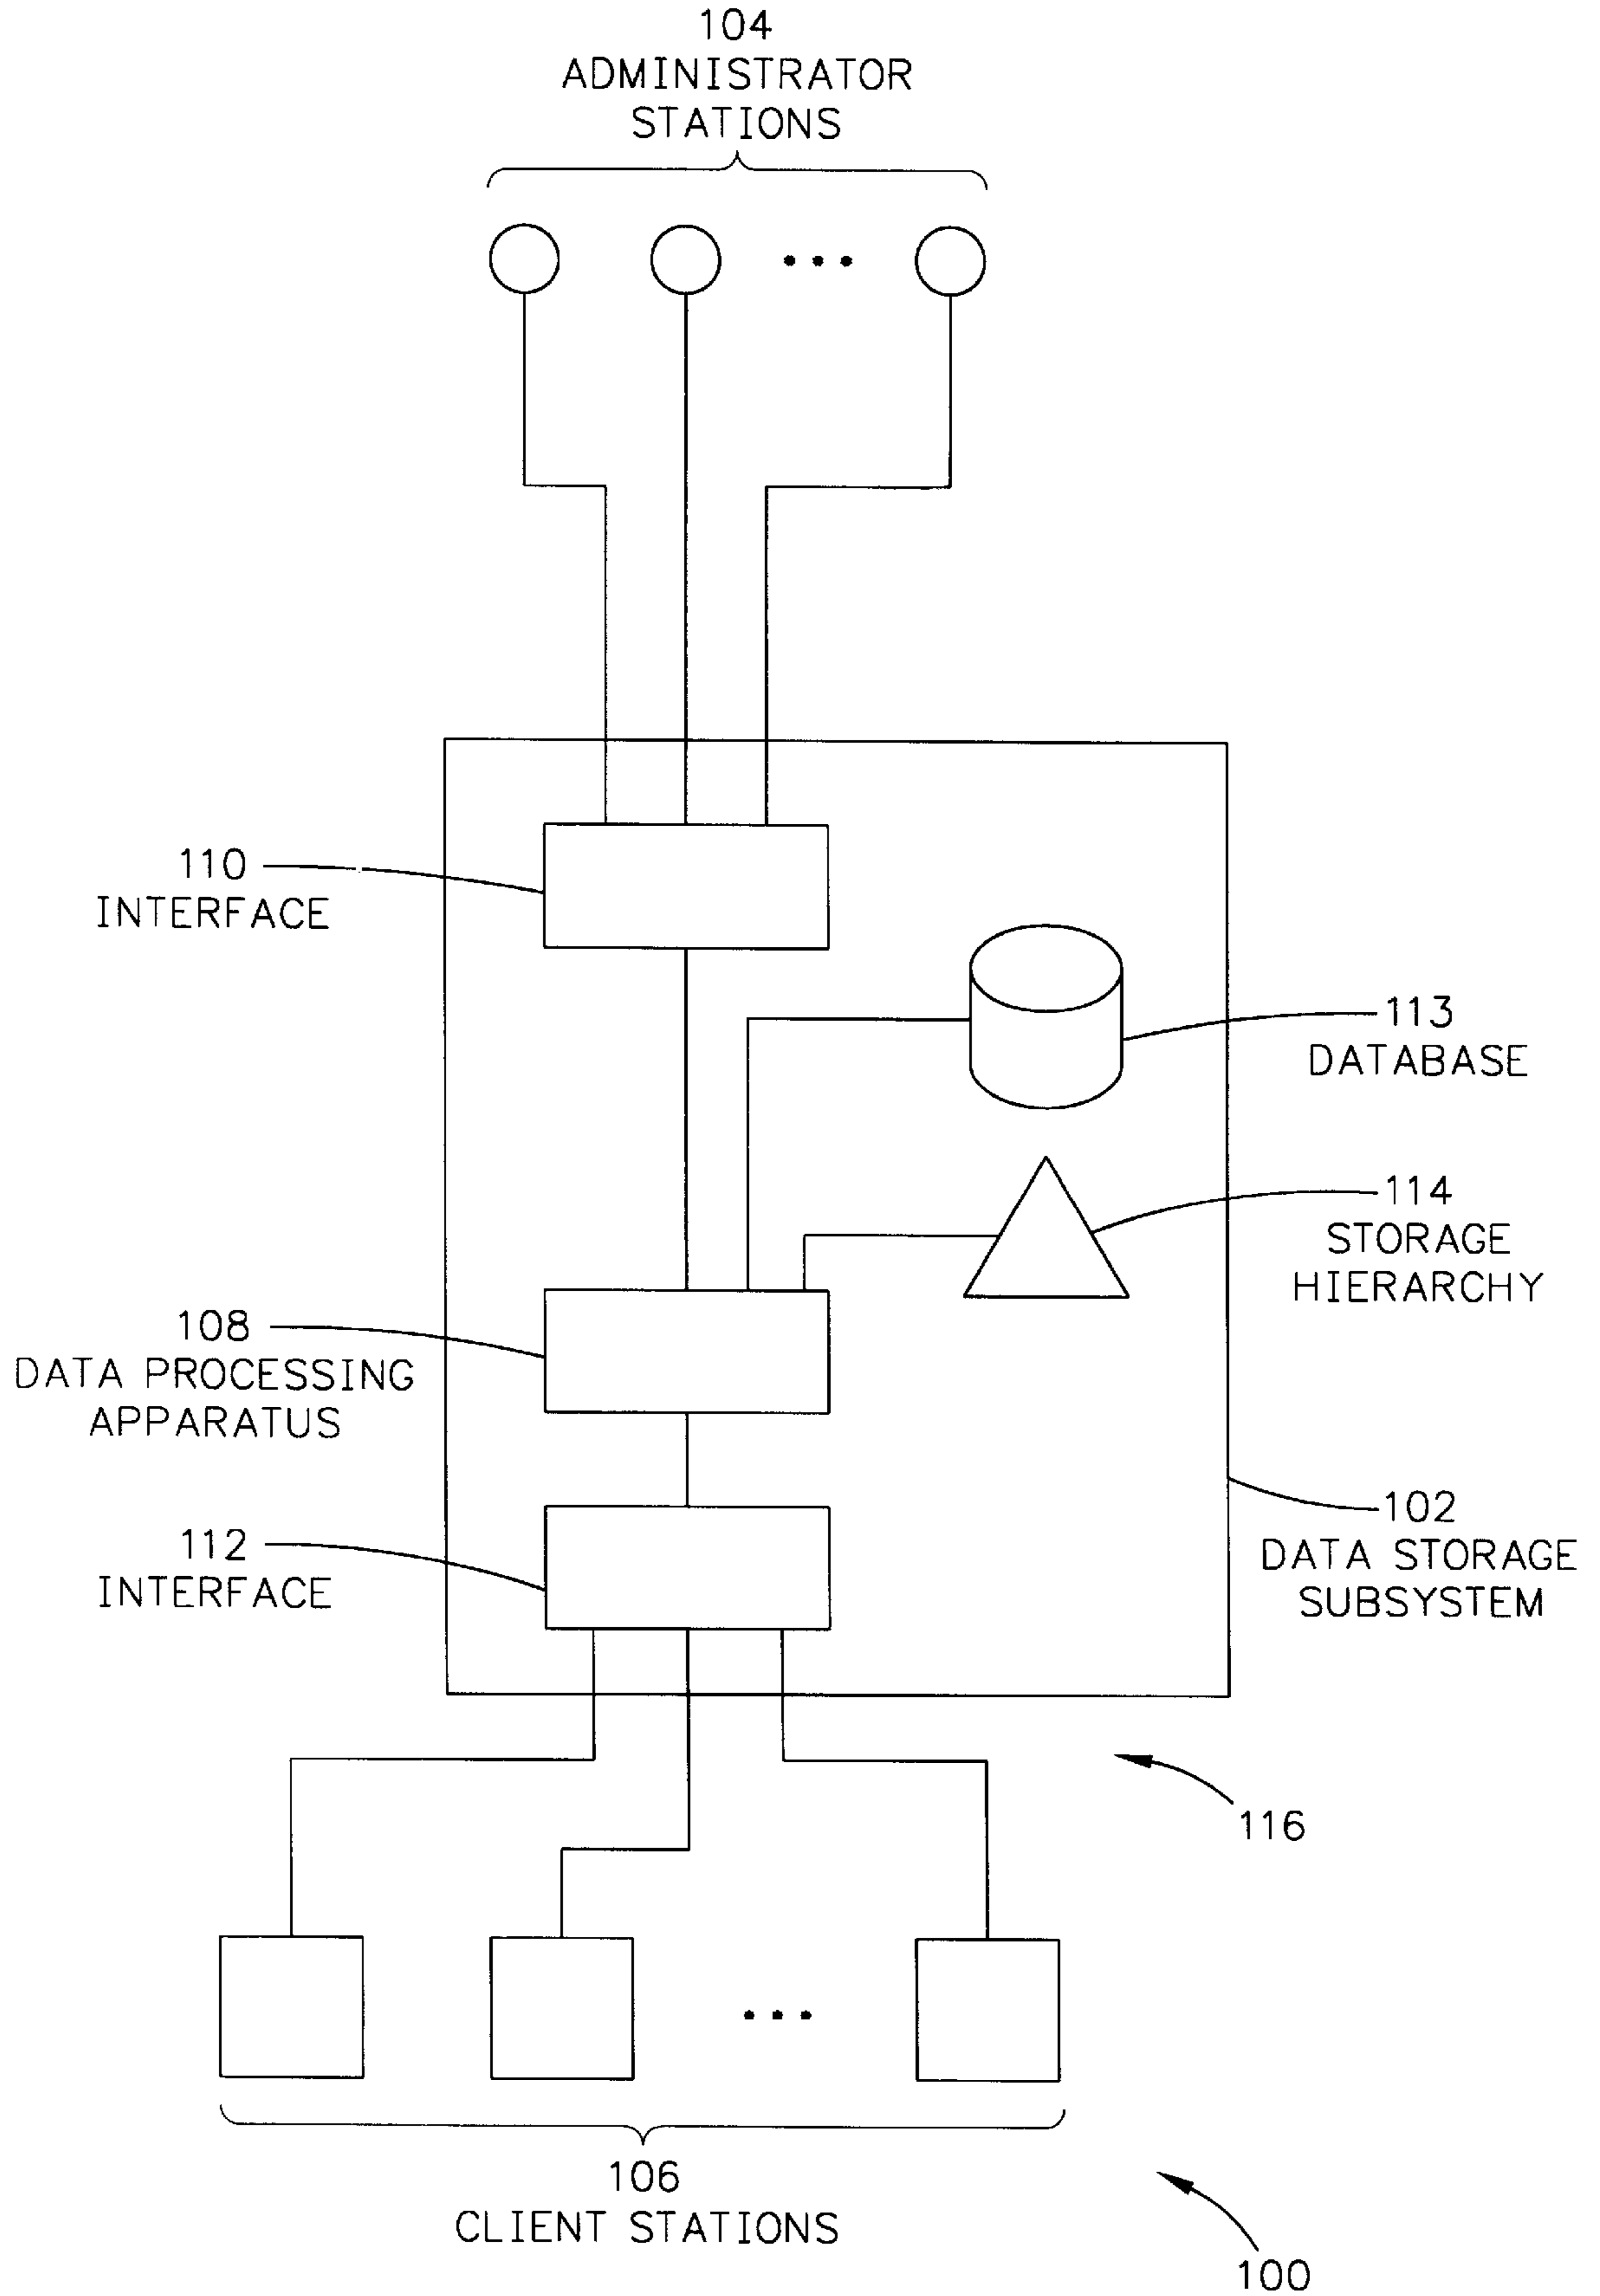 104
ADMINISTRATOR
STATIONS
110
INTERFACE
113
DATABASE
114
STORAGE
HIERARCHY
108
DATA PROCESSING
APPARATUS
102
DATA STORAGE
SUBSYSTEM
112
INTERFACE
116
106
CLIENT STATIONS
100